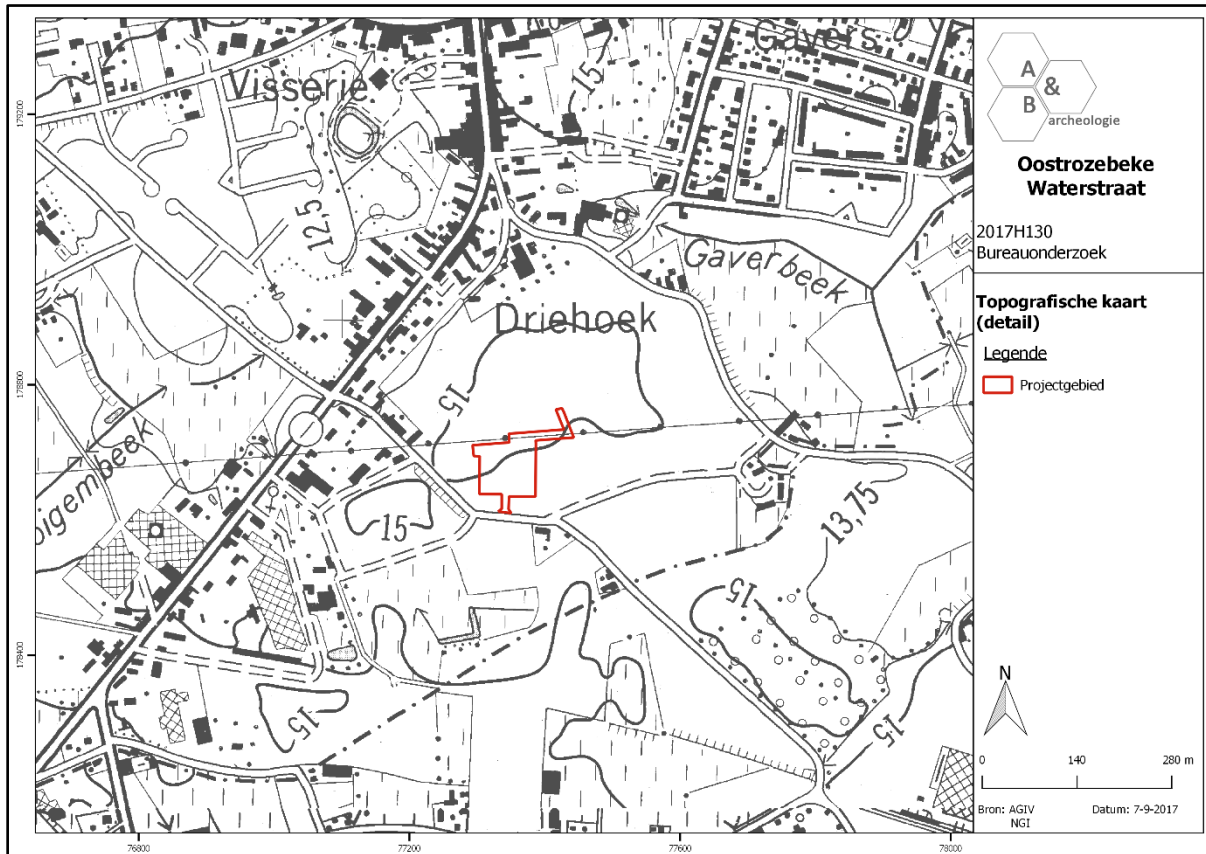 Visserie
Gavers
15
12,5
Gaverbeek
Driehoek
15
15
13,75
15
15
15
179200
178800
178400
76800
77200
77600
78000
A
&
B
archeologie
Oostrozebeke
Waterstraat
2017H130
Bureauonderzoek
Topografische kaart
(detail)
Legende
Projectgebied
N
0 140 280 m
Bron: AGIV Datum: 7-9-2017
NGI